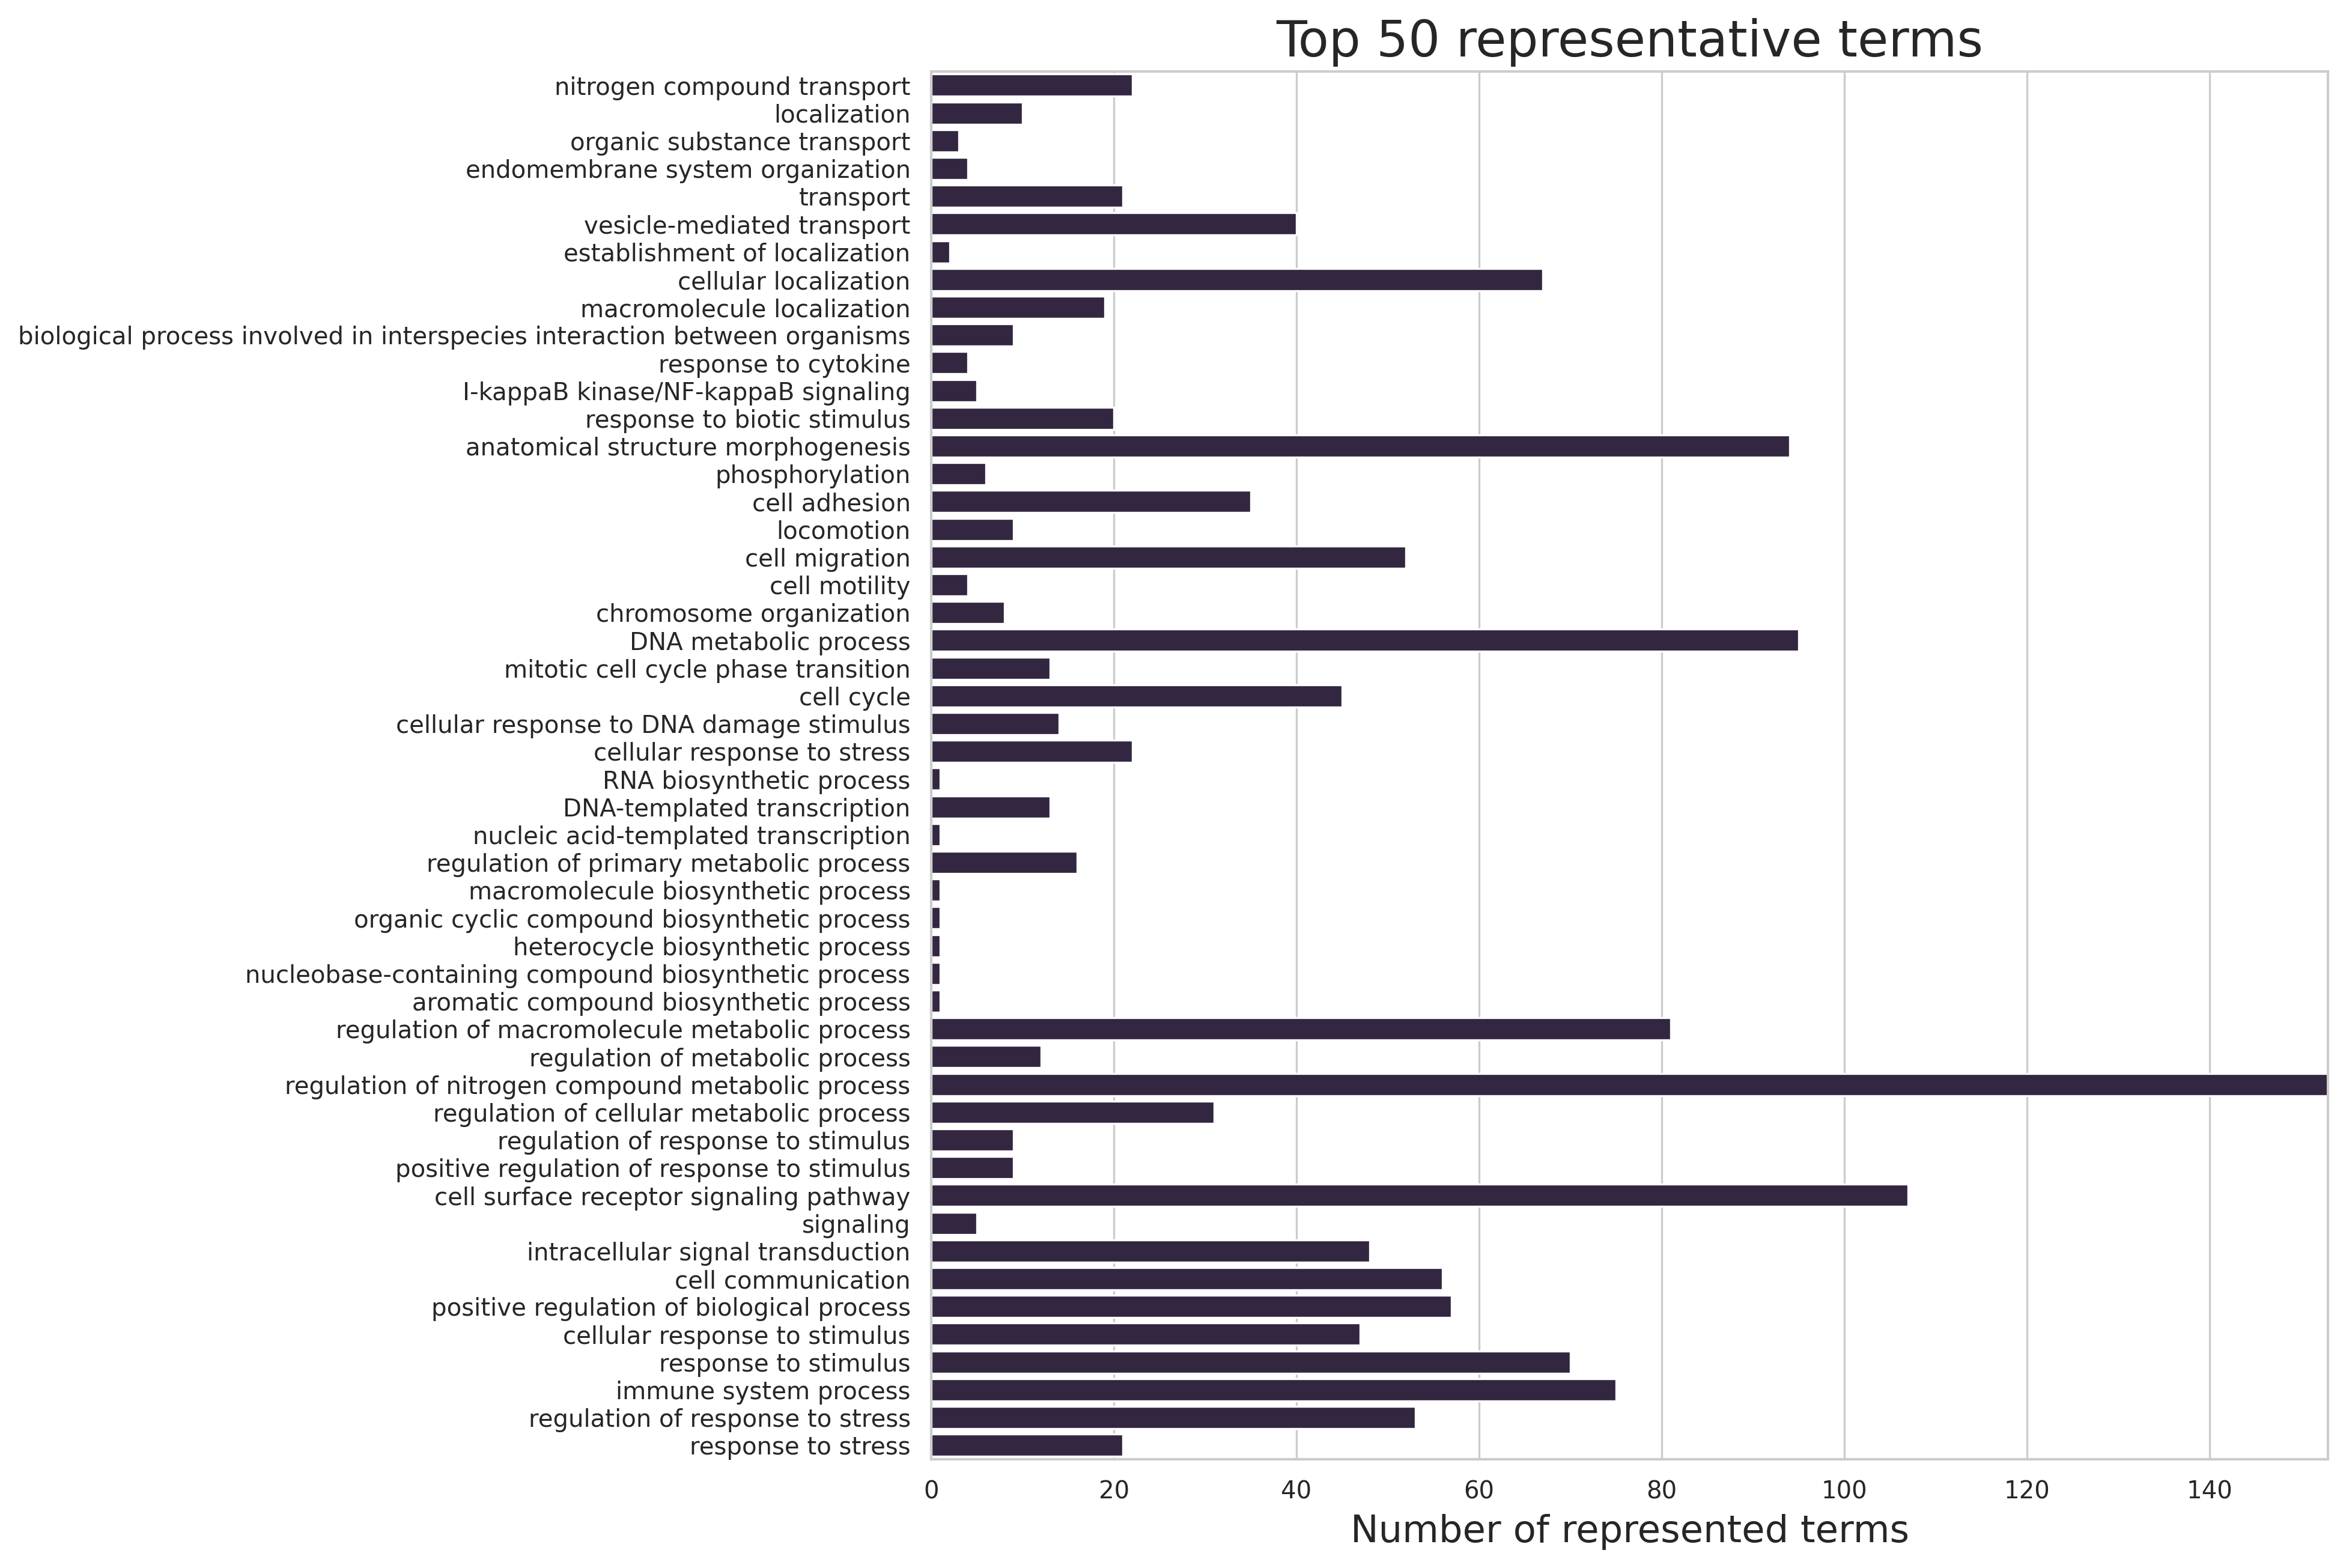 Top 50 representative terms
nitrogen compound transport
localization
organic substance transport
endomembrane system organization
transport
vesicle-mediated transport
establishment of localization
cellular localization
macromolecule localization
biological process involved in interspecies interaction between organisms
response to cytokine
I-kappaB kinase/NF-kappaB signaling
response to biotic stimulus
anatomical structure morphogenesis
phosphorylation
cell adhesion
locomotion
cell migration
cell motility
chromosome organization
DNA metabolic process
mitotic cell cycle phase transition
cell cycle
cellular response to DNA damage stimulus
cellular response to stress
RNA biosynthetic process
DNA-templated transcription
nucleic acid-templated transcription
regulation of primary metabolic process
macromolecule biosynthetic process
organic cyclic compound biosynthetic process
heterocycle biosynthetic process
nucleobase-containing compound biosynthetic process
aromatic compound biosynthetic process
regulation of macromolecule metabolic process
regulation of metabolic process
regulation of nitrogen compound metabolic process
regulation of cellular metabolic process
regulation of response to stimulus
positive regulation of response to stimulus
cell surface receptor signaling pathway
signaling
intracellular signal transduction
cell communication
positive regulation of biological process
cellular response to stimulus
response to stimulus
immune system process
regulation of response to stress
response to stress
0 20 40 60 80 100 120 140
Number of represented terms